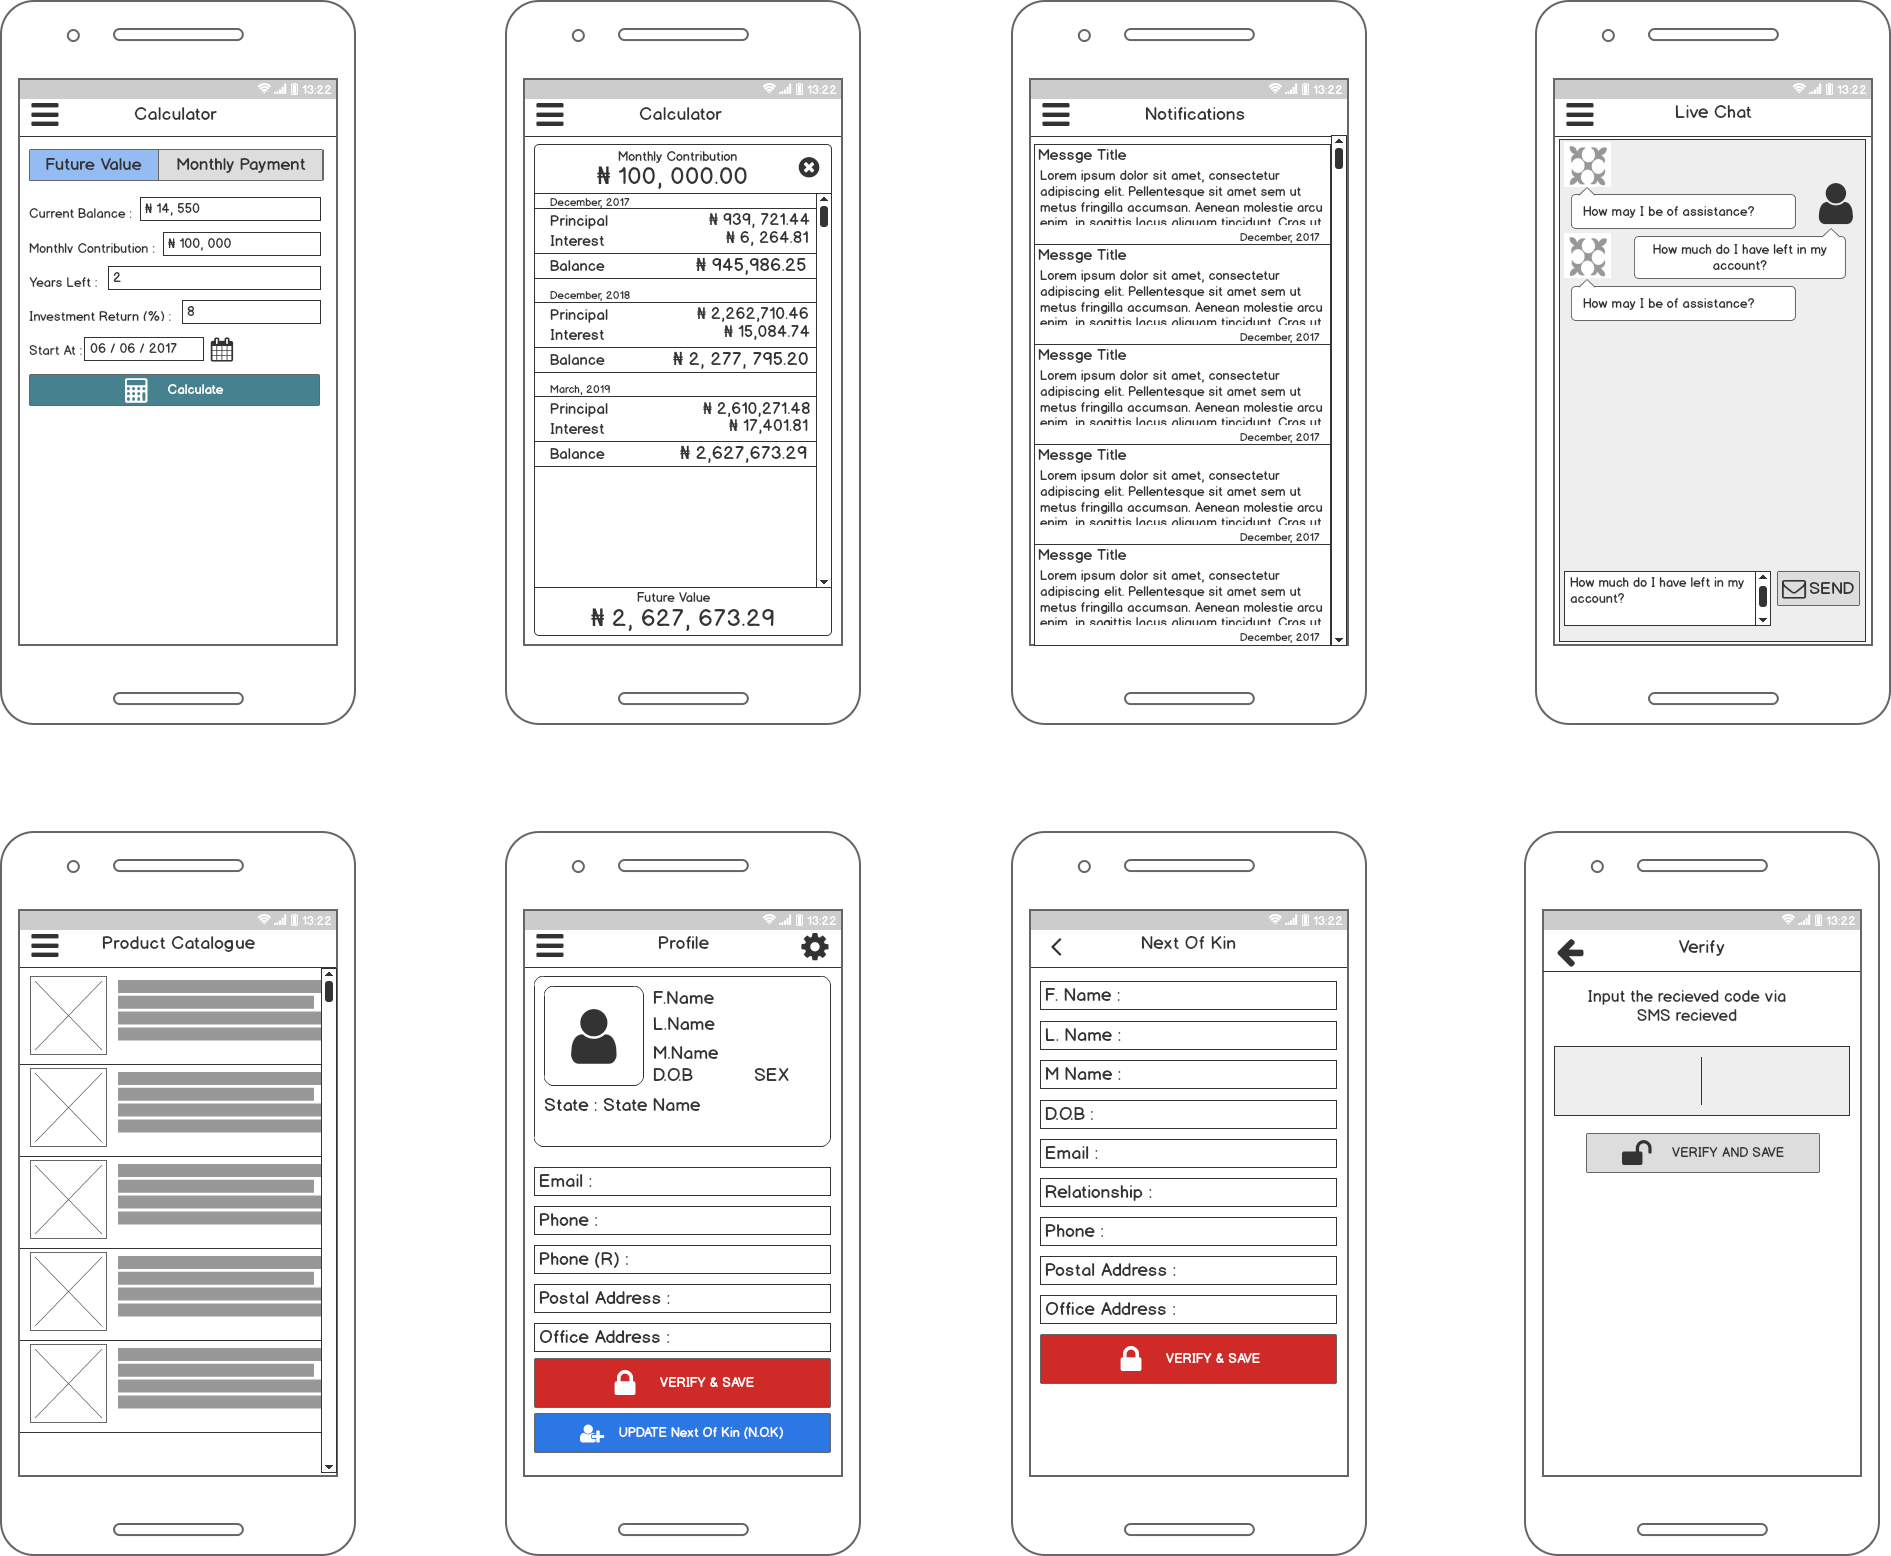 13:22
Calculator
Future Value
Monthly Payment
Current Balance :
₦ 14, 550
Monthly Contribution :
₦ 100, 000
Years Left :
2
Investment Return (%) :
8
Start At :
06 / 06 / 2017
Calculate
13:22
Calculator
Monthly Contribution
₦ 100, 000.00
December, 2017
Principal ₦ 939, 721.44
Interest ₦ 6, 264.81
Balance ₦ 945,986.25
December, 2018
Principal ₦ 2,262,710.46
Interest ₦ 15,084.74
Balance ₦ 2, 277, 795.20
March, 2019
Principal ₦ 2,610,271.48
Interest ₦ 17,401.81
Balance ₦ 2,627,673.29
Future Value
₦ 2, 627, 673.29
13:22
Notifications
Messge Title
Lorem ipsum dolor sit amet, consectetur
adipiscing elit. Pellentesque sit amet sem ut
metus fringilla accumsan. Aenean molestie arcu
enim, in sagittis lacus aliquam tincidunt. Cras ut
December, 2017
Messge Title
Lorem ipsum dolor sit amet, consectetur
adipiscing elit. Pellentesque sit amet sem ut
metus fringilla accumsan. Aenean molestie arcu
enim, in sagittis lacus aliquam tincidunt. Cras ut
December, 2017
Messge Title
Lorem ipsum dolor sit amet, consectetur
adipiscing elit. Pellentesque sit amet sem ut
metus fringilla accumsan. Aenean molestie arcu
enim, in sagittis lacus aliquam tincidunt. Cras ut
December, 2017
Messge Title
Lorem ipsum dolor sit amet, consectetur
adipiscing elit. Pellentesque sit amet sem ut
metus fringilla accumsan. Aenean molestie arcu
enim, in sagittis lacus aliquam tincidunt. Cras ut
December, 2017
Messge Title
Lorem ipsum dolor sit amet, consectetur
adipiscing elit. Pellentesque sit amet sem ut
metus fringilla accumsan. Aenean molestie arcu
enim, in sagittis lacus aliquam tincidunt. Cras ut
December, 2017
13:22
Live Chat
How may I be of assistance?
How much do I have left in my
account?
How may I be of assistance?
How much do I have left in my
account?
SEND
13:22
Product Catalogue
13:22
Profile
F.Name
L.Name
M.Name
D.O.B SEX
State : State Name
Email :
Phone :
Phone (R) :
Postal Address :
Office Address :
VERIFY & SAVE
UPDATE Next Of Kin (N.O.K)
13:22
Next Of Kin
F. Name :
L. Name :
M Name :
D.O.B :
Email :
Relationship :
Phone :
Postal Address :
Office Address :
VERIFY & SAVE
13:22
Verify
Input the recieved code via
SMS recieved
VERIFY AND SAVE